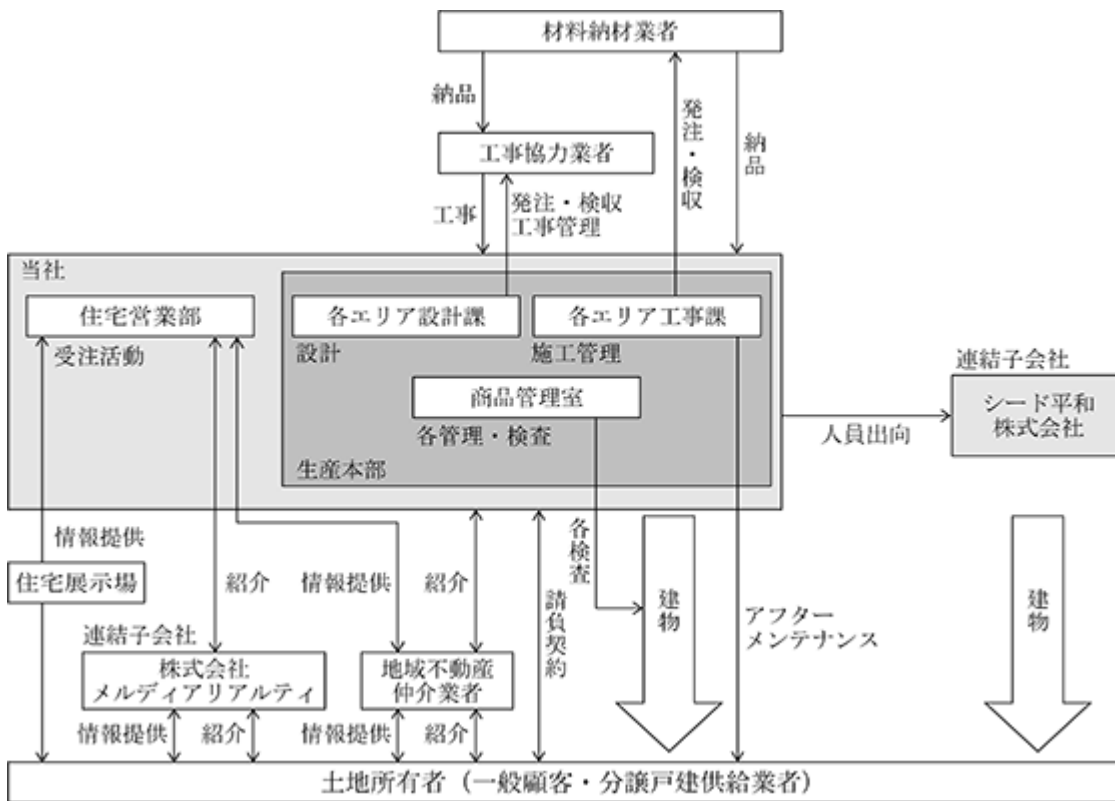 材料納材業者
納品
発注・検収
納品
工事協力業者
工事
発注・検収
工事管理
当社
住宅営業部
受注活動
各エリア設計課
設計
各エリア工事課
施工管理
商品管理室
各管理・検査
生産本部
連結子会社
シード平和
株式会社
人員出向
情報提供
住宅展示場
紹介
情報提供
紹介
請負契約
各検査
建物
アフター
メンテナンス
建物
連結子会社
株式会社
メルディアリアルティ
地域不動産
仲介業者
情報提供
紹介
情報提供
紹介
土地所有者（一般顧客・分譲戸建供給業者）